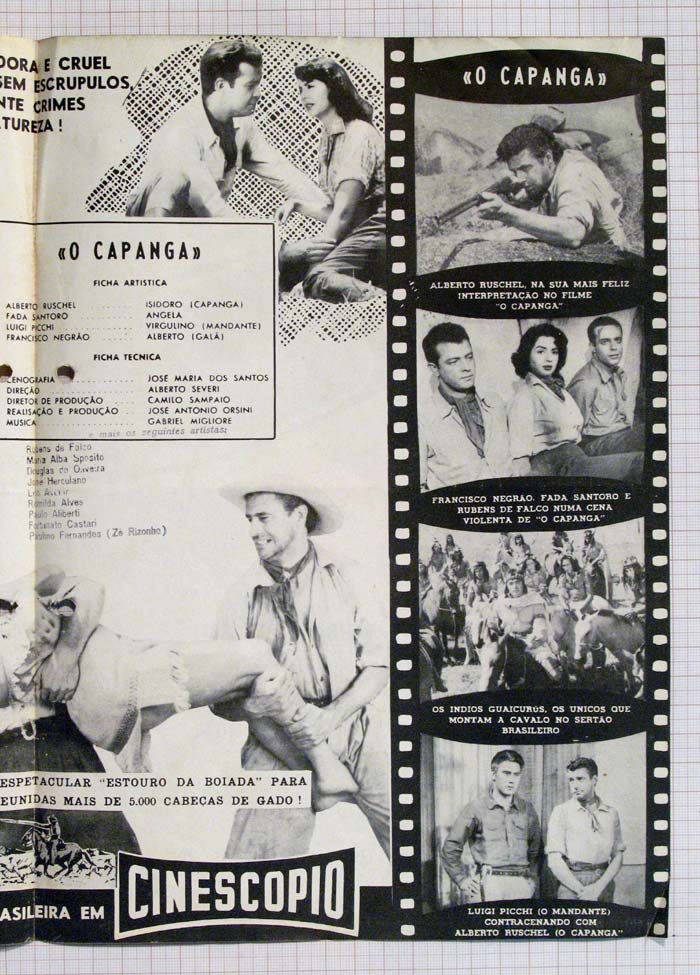 DORA E CRUEL
SEM ESCRUPULOS,
NTE CRIMES
TUREZA !
«O CAPANGA»
FICHA ARTISTICA
ALBERTO RUSCHEL ........ ISIDORO (CAPANGA)
FADA SANTORO ........ ANGELA
LUIGI PICCHI ........ VIRGULINO (MANDANTE)
FRANCISCO NEGRÃO ........ ALBERTO (GALÃ)
FICHA TECNICA
CENOGRAFIA ........ JOSÉ MARIA DOS SANTOS
DIREÇÃO ........ ALBERTO SEVERI
DIRETOR DE PRODUÇÃO ........ CAMILO SAMPAIO
REALISAÇÃO E PRODUÇÃO ........ JOSÉ ANTONIO ORSINI
MUSICA ........ GABRIEL MIGLIORE
e mais os seguintes artistas:
Rubens de Falco
Maria Alba Sposito
Douglas de Oliveira
José Herculano
Romilda Alves
Paulo Aliberti
Fortunato Castari
Paulino Fernandes (Zé Rizonho)
ESPETACULAR "ESTOURO DA BOIADA" PARA
EUNIDAS MAIS DE 5.000 CABEÇAS DE GADO !
ASILEIRA EM CINESCOPIO
«O CAPANGA»
ALBERTO RUSCHEL, NA SUA MAIS FELIZ
INTERPRETAÇÃO NO FILME
"O CAPANGA"
FRANCISCO NEGRÃO, FADA SANTORO E
RUBENS DE FALCO NUMA CENA
VIOLENTA DE "O CAPANGA"
OS INDIOS GUAICURÚS, OS UNICOS QUE
MONTAM A CAVALO NO SERTÃO
BRASILEIRO
LUIGI PICCHI (O MANDANTE)
CONTRACENANDO COM
ALBERTO RUSCHEL (O CAPANGA"